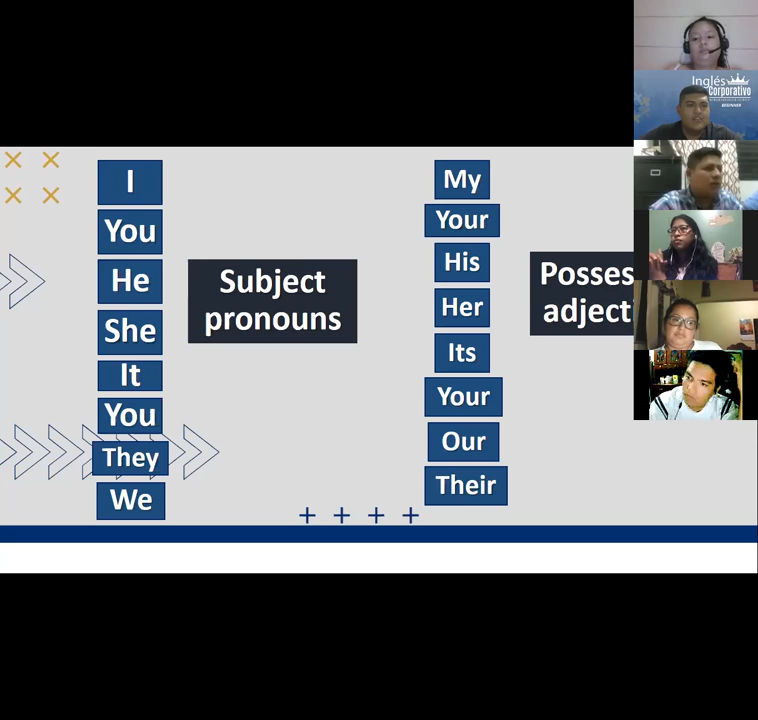 I
You
He
She
It
You
They
We
Subject
pronouns
My
Your
His
Her
Its
Your
Our
Their
Posses
adject
Inglés
Corporativo
BEGINNER